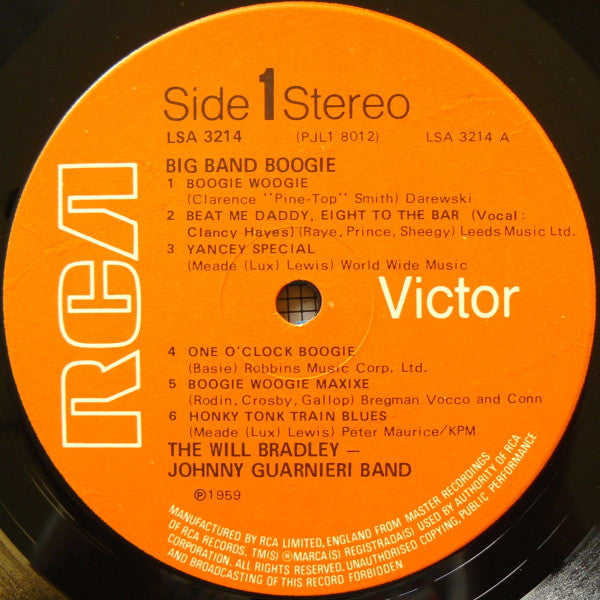 Side 1 Stereo
LSA 3214 (PJL1 8012) LSA 3214 A
BIG BAND BOOGIE
1 BOOGIE WOOGIE
(Clarence "Pine-Top" Smith) Darewski
2 BEAT ME DADDY, EIGHT TO THE BAR (Vocal:
Clancy Hayes) (Raye, Prince, Sheegy) Leeds Music Ltd.
3 YANCEY SPECIAL
(Meade (Lux) Lewis) World Wide Music
RCA
Victor
4 ONE O'CLOCK BOOGIE
(Basie) Robbins Music Corp. Ltd.
5 BOOGIE WOOGIE MAXIXE
(Rodin, Crosby, Gallop) Bregman Vocco and Conn
6 HONKY TONK TRAIN BLUES
(Meade (Lux) Lewis) Peter Maurice/KPM
THE WILL BRADLEY –
JOHNNY GUARNIERI BAND
℗1959
MANUFACTURED BY RCA LIMITED, ENGLAND FROM MASTER RECORDINGS
OF RCA RECORDS, TM(S) ® MARCA(S) REGISTRADA(S) USED BY AUTHORITY OF RCA
CORPORATION. ALL RIGHTS RESERVED. UNAUTHORISED COPYING, PUBLIC PERFORMANCE
AND BROADCASTING OF THIS RECORD FORBIDDEN